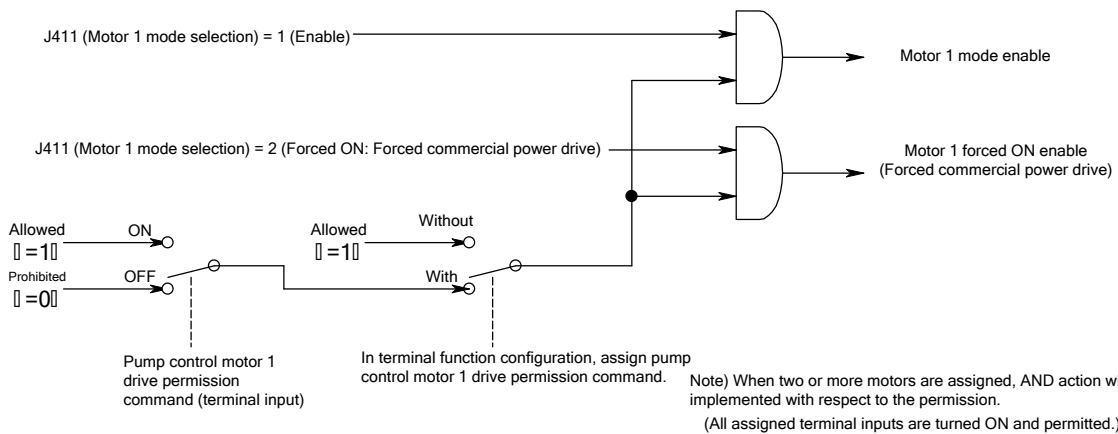 J411 (Motor 1 mode selection) = 1 (Enable)
Motor 1 mode enable
J411 (Motor 1 mode selection) = 2 (Forced ON: Forced commercial power drive)
Motor 1 forced ON enable
(Forced commercial power drive)
Allowed
=1
ON
Allowed
=1
Without
Prohibited
=0
OFF
With
Pump control motor 1
drive permission
command (terminal input)
In terminal function configuration, assign pump
control motor 1 drive permission command.
Note) When two or more motors are assigned, AND action w
implemented with respect to the permission.
(All assigned terminal inputs are turned ON and permitted.)